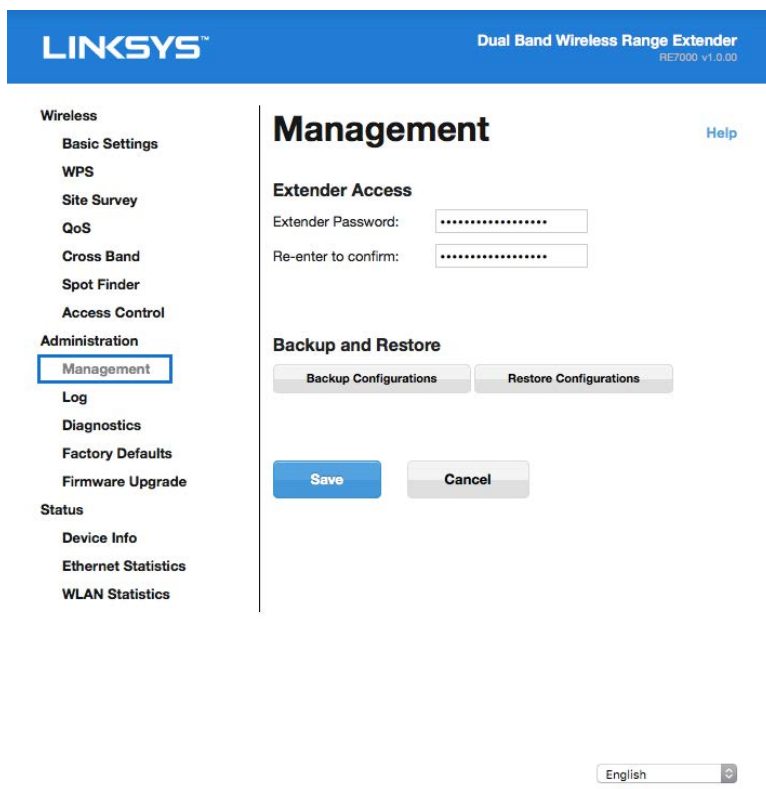 LINKSYS™
Dual Band Wireless Range Extender
RE7000 v1.0.00
Wireless
Basic Settings
WPS
Site Survey
QoS
Cross Band
Spot Finder
Access Control
Administration
Management
Log
Diagnostics
Factory Defaults
Firmware Upgrade
Status
Device Info
Ethernet Statistics
WLAN Statistics
Management
Help
Extender Access
Extender Password: ••••••••••••••••••
Re-enter to confirm: ••••••••••••••••••
Backup and Restore
Backup Configurations Restore Configurations
Save Cancel
English